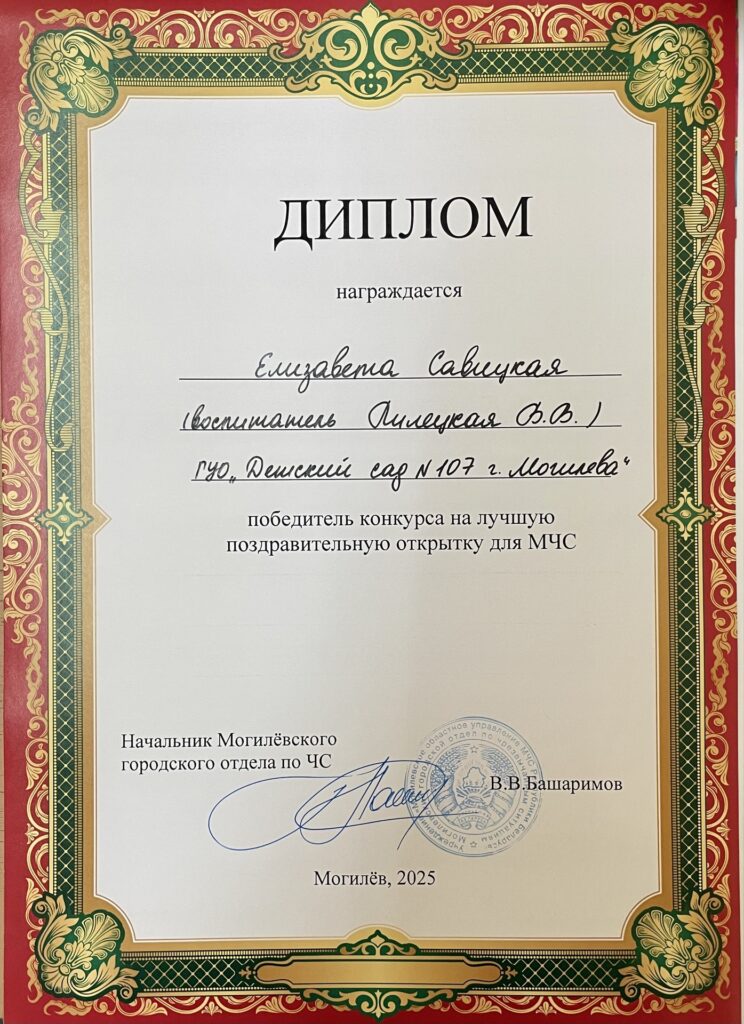 ДИПЛОМ
награждается
Елизавета Савицкая
(воспитатель Пилецкая В.В.)
ГУО „Детский сад N 107 г. Могилева“
победитель конкурса на лучшую
поздравительную открытку для МЧС
Начальник Могилёвского
городского отдела по ЧС
В.В.Башаримов
Могилёв, 2025